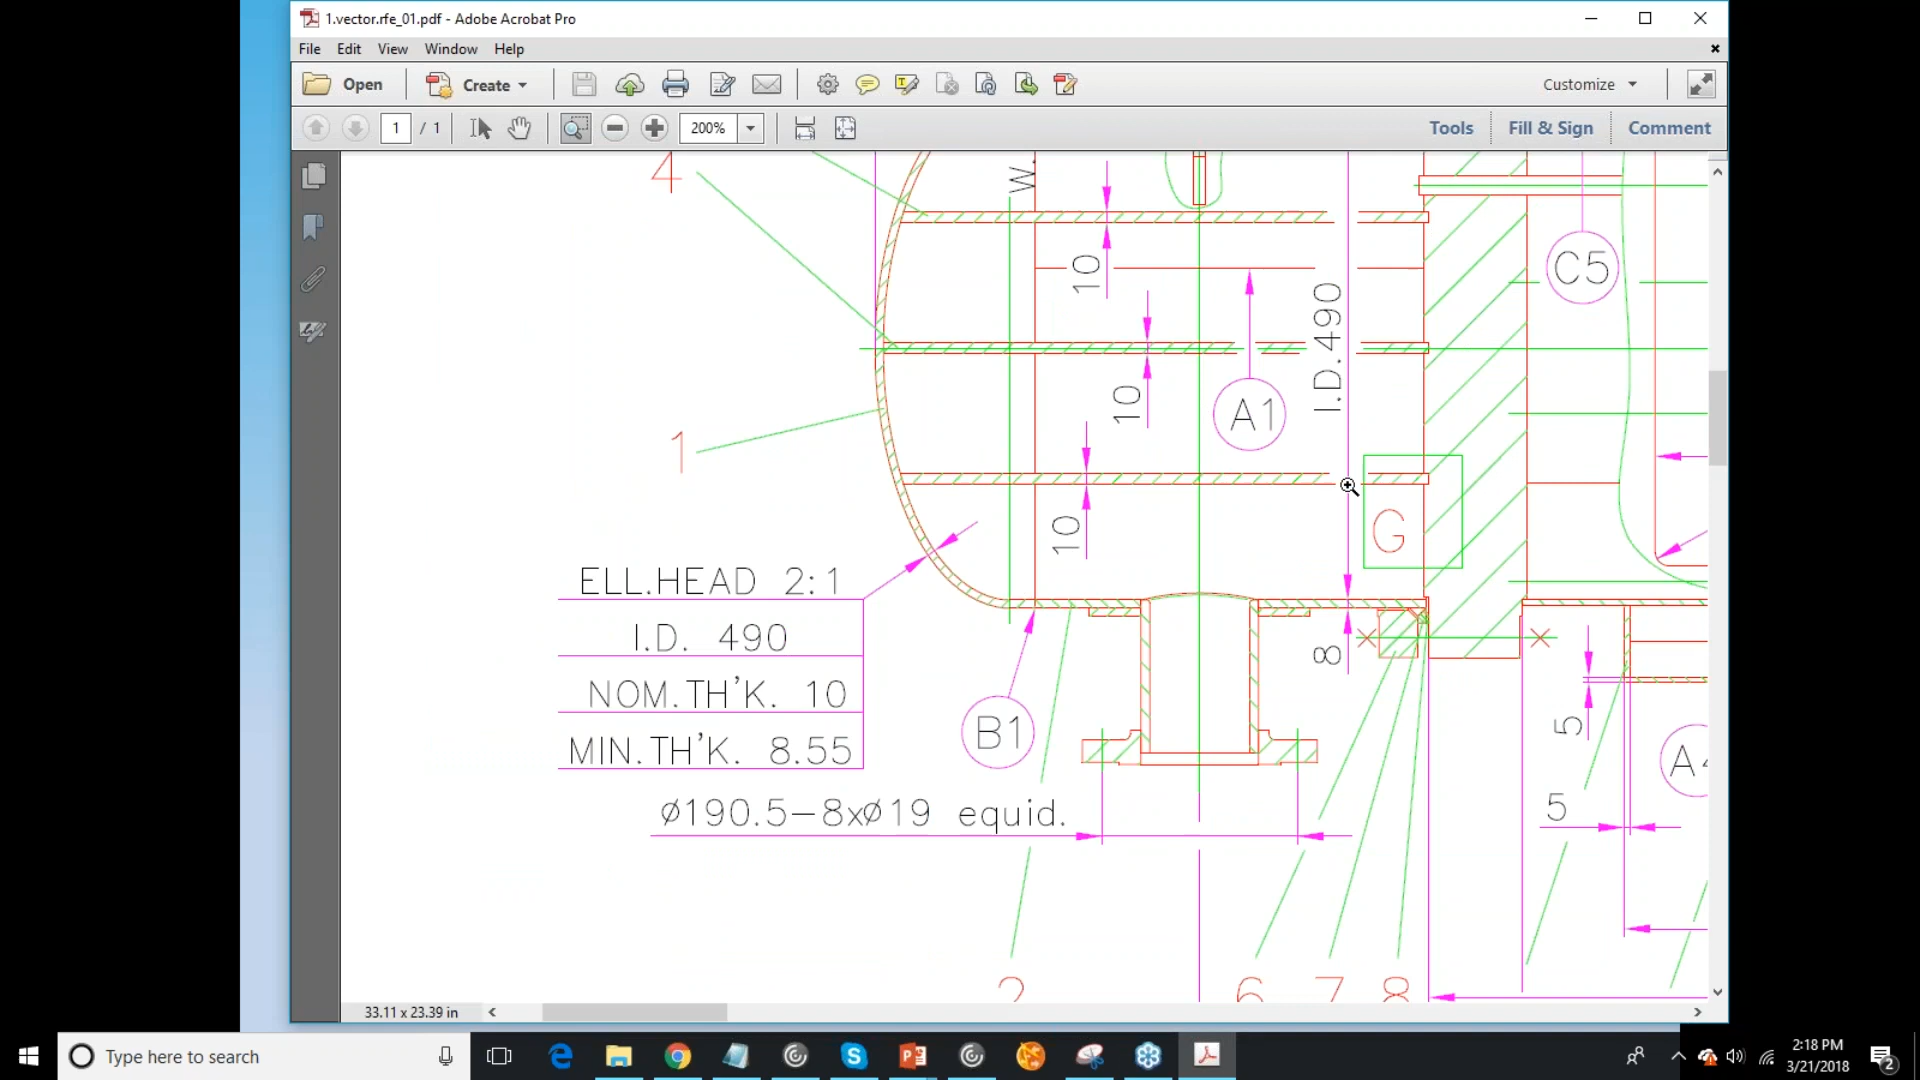 1.vector.rfe_01.pdf - Adobe Acrobat Pro
File Edit View Window Help
Open Create Customize
1 / 1 200% Tools Fill & Sign Comment
4
W.
10
C5
I.D.490
10
A1
1
10
G
ELL.HEAD 2:1
I.D. 490
8
NOM.TH'K. 10
B1
5
MIN.TH'K. 8.55
Ø190.5-8xØ19 equid.
5
2 6 7 8
33.11 x 23.39 in
Type here to search
2:18 PM
3/21/2018
2